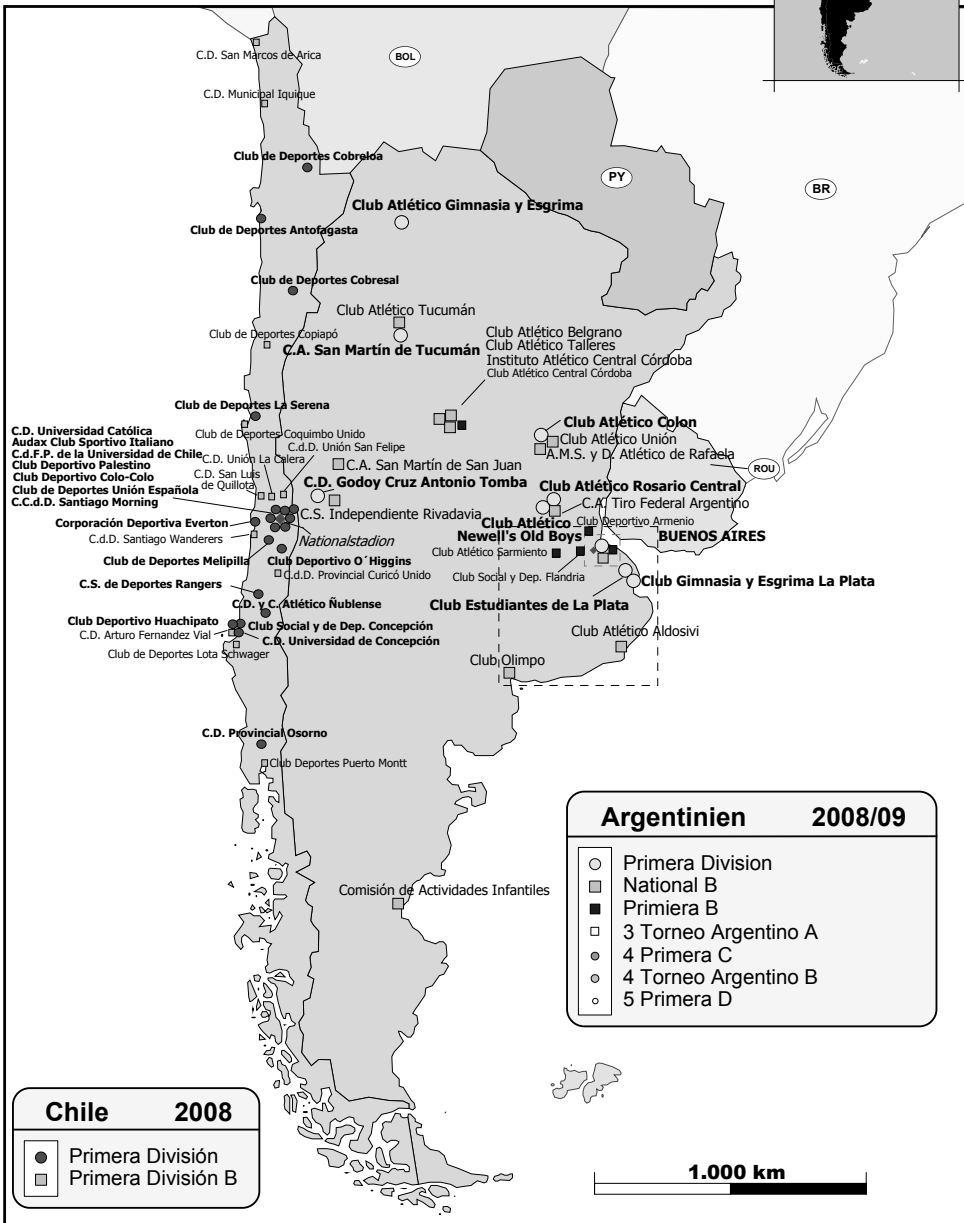 C.D. San Marcos de Arica
BOL
C.D. Municipal Iquique
Club de Deportes Cobreloa
PY
BR
Club Atlético Gimnasia y Esgrima
Club de Deportes Antofagasta
Club de Deportes Cobresal
Club Atlético Tucumán
Club de Deportes Copiapó
C.A. San Martín de Tucumán
Club Atlético Belgrano
Club Atlético Talleres
Instituto Atlético Central Córdoba
Club Atlético Central Córdoba
Club de Deportes La Serena
Club de Deportes Coquimbo Unido
Club Atlético Colon
Club Atlético Unión
A.M.S. y D. Atlético de Rafaela
ROU
C.D. Universidad Católica
Audax Club Sportivo Italiano
C.d.F.P. de la Universidad de Chile
Club Deportivo Palestino
Club Deportivo Colo-Colo
Club de Deportes Unión Española
C.C.d.D. Santiago Morning
C.d.D. Unión San Felipe
C.D. Unión La Calera
C.D. San Luis
de Quillota
C.A. San Martín de San Juan
C.D. Godoy Cruz Antonio Tomba
C.S. Independiente Rivadavia
Club Atlético Rosario Central
C.A. Tiro Federal Argentino
Club Atlético
Newell's Old Boys
Club Deportivo Armenio
BUENOS AIRES
Corporación Deportiva Everton
C.d.D. Santiago Wanderers
Nationalstadion
Club de Deportes Melipilla
Club Deportivo O´Higgins
C.d.D. Provincial Curicó Unido
Club Atlético Sarmiento
Club Social y Dep. Flandria
Club Gimnasia y Esgrima La Plata
Club Estudiantes de La Plata
C.S. de Deportes Rangers
C.D. y C. Atlético Ñublense
Club Deportivo Huachipato
Club Social y de Dep. Concepción
C.D. Arturo Fernandez Vial
C.D. Universidad de Concepción
Club de Deportes Lota Schwager
Club Atlético Aldosivi
Club Olimpo
C.D. Provincial Osorno
Club Deportes Puerto Montt
Comisión de Actividades Infantiles
Argentinien 2008/09
Primera Division
National B
Primiera B
3 Torneo Argentino A
4 Primera C
4 Torneo Argentino B
5 Primera D
Chile 2008
Primera División
Primera División B
1.000 km